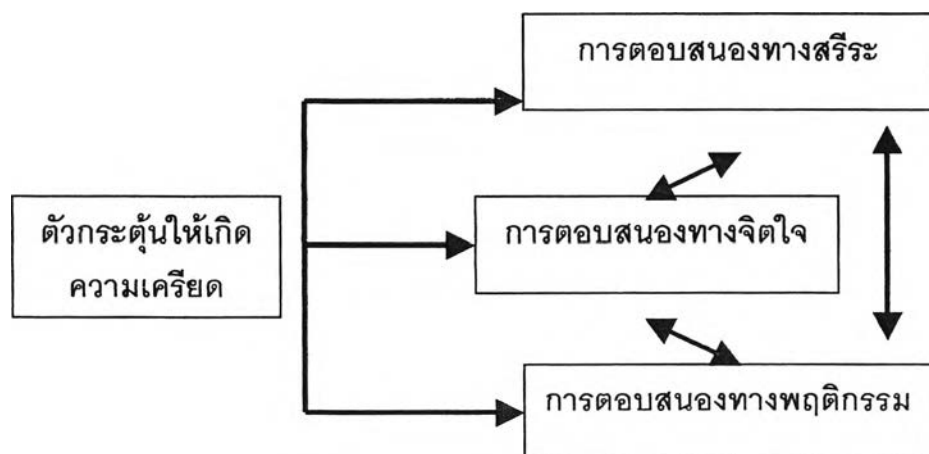 การตอบสนองทางสรีระ
ตัวกระตุ้นให้เกิด
ความเครียด
การตอบสนองทางจิตใจ
การตอบสนองทางพฤติกรรม